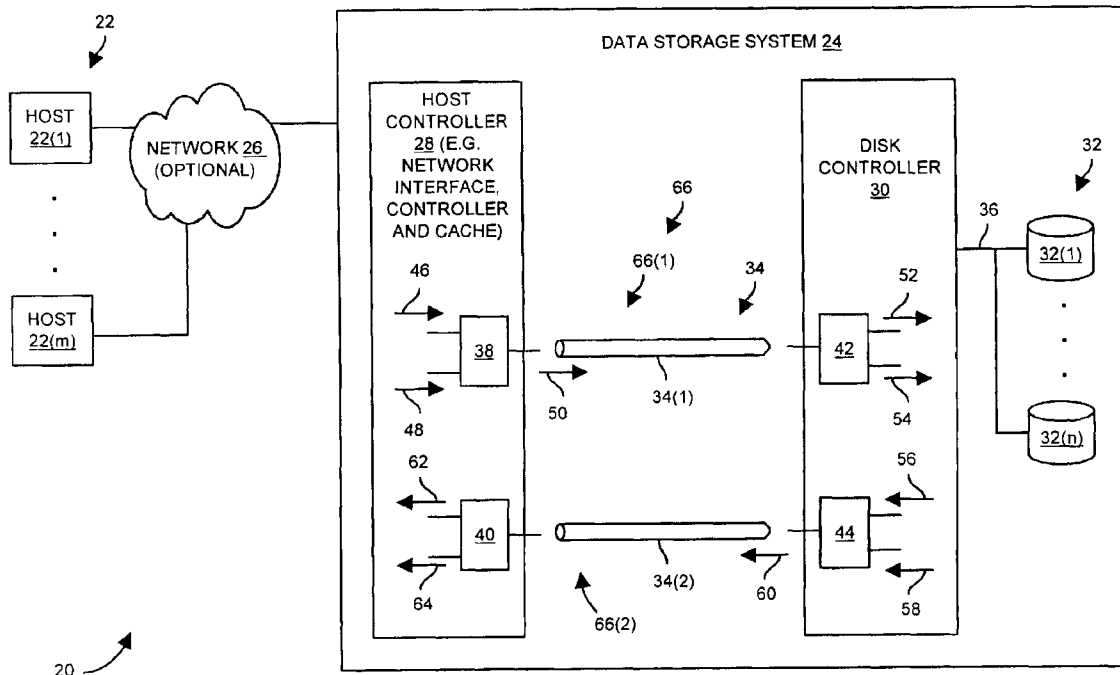 22
DATA STORAGE SYSTEM 24
HOST
22(1)
NETWORK 26
(OPTIONAL)
HOST
22(m)
HOST
CONTROLLER
28 (E.G.
NETWORK
INTERFACE,
CONTROLLER
AND CACHE)
DISK
CONTROLLER
30
32
36
32(1)
32(n)
66
66(1)
34
46
38
48
50
34(1)
42
52
54
62
40
64
34(2)
66(2)
60
44
56
58
20